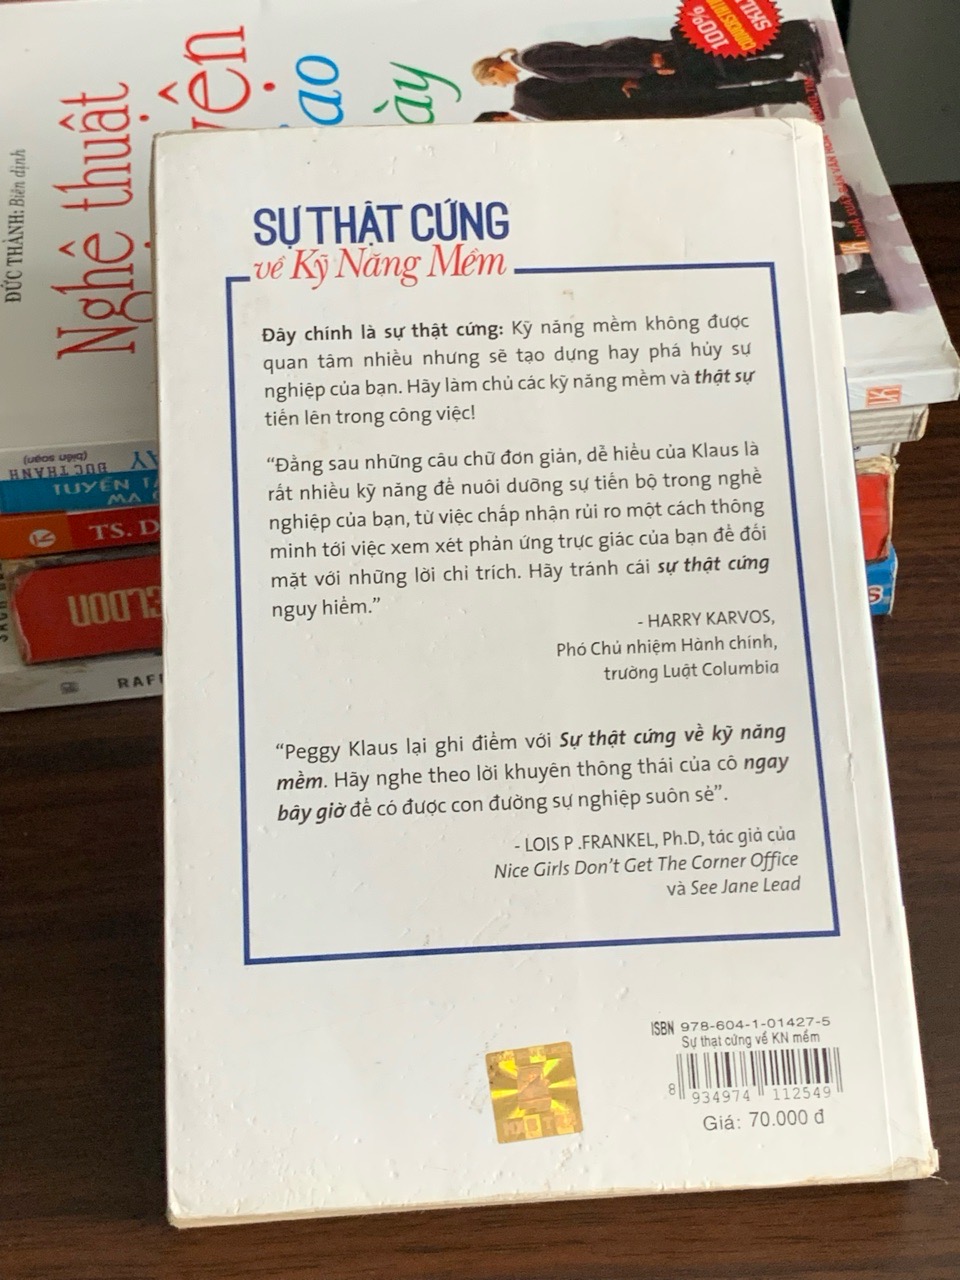 SỰ THẬT CỨNG
về Kỹ Năng Mềm
Đây chính là sự thật cứng: Kỹ năng mềm không được
quan tâm nhiều nhưng sẽ tạo dựng hay phá hủy sự
nghiệp của bạn. Hãy làm chủ các kỹ năng mềm và thật sự
tiến lên trong công việc!
“Đằng sau những câu chữ đơn giản, dễ hiểu của Klaus là
rất nhiều kỹ năng để nuôi dưỡng sự tiến bộ trong nghề
nghiệp của bạn, từ việc chấp nhận rủi ro một cách thông
minh tới việc xem xét phản ứng trực giác của bạn để đối
mặt với những lời chỉ trích. Hãy tránh cái sự thật cứng
nguy hiểm.”
- HARRY KARVOS,
Phó Chủ nhiệm Hành chính,
trường Luật Columbia
“Peggy Klaus lại ghi điểm với Sự thật cứng về kỹ năng
mềm. Hãy nghe theo lời khuyên thông thái của cô ngay
bây giờ để có được con đường sự nghiệp suôn sẻ”.
- LOIS P .FRANKEL, Ph.D, tác giả của
Nice Girls Don’t Get The Corner Office
và See Jane Lead
ISBN 978-604-1-01427-5
Sự thật cứng về KN mềm
8 934974 112549
Giá: 70.000 đ
ĐỨC THÀNH: Biên dịch
Nghệ thuật
100%
(biên soạn)
ĐỨC THÀNH
TUYỂN
TS. D
RAF